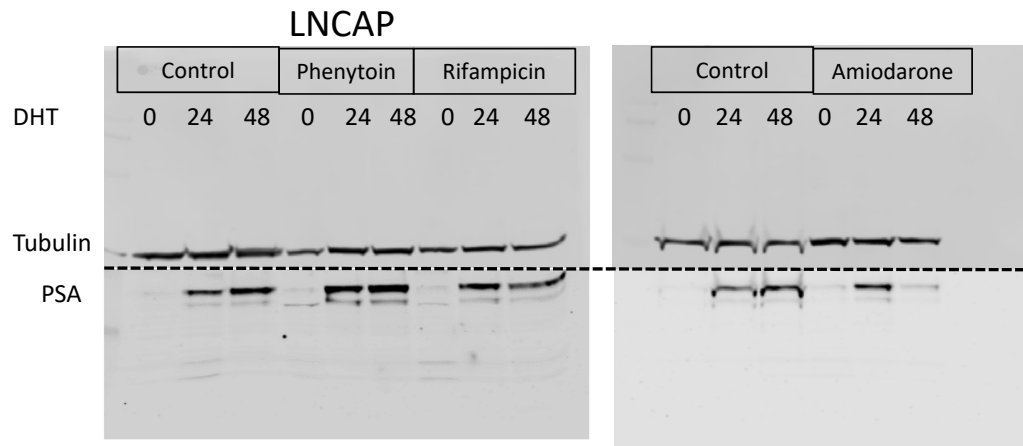 LNCAP
Control Phenytoin Rifampicin Control Amiodarone
DHT 0 24 48 0 24 48 0 24 48 0 24 48 0 24 48
Tubulin
PSA